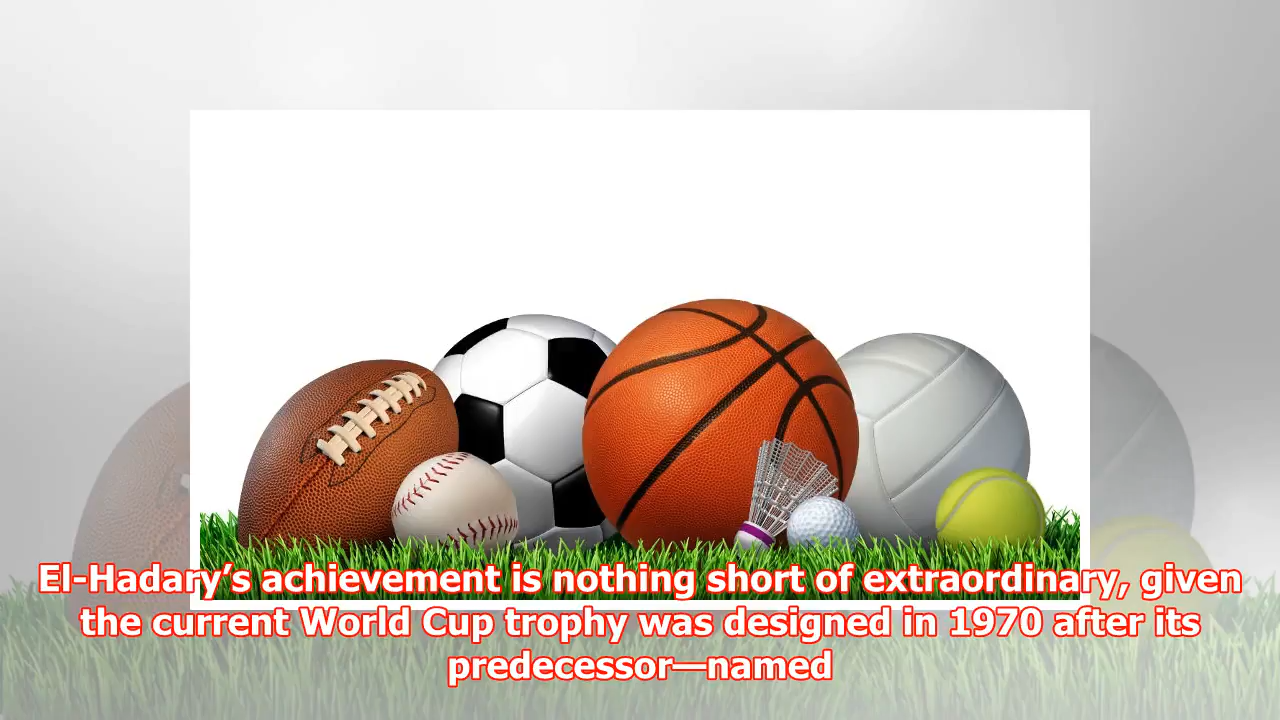 El-Hadary’s achievement is nothing short of extraordinary, given
the current World Cup trophy was designed in 1970 after its
predecessor—named